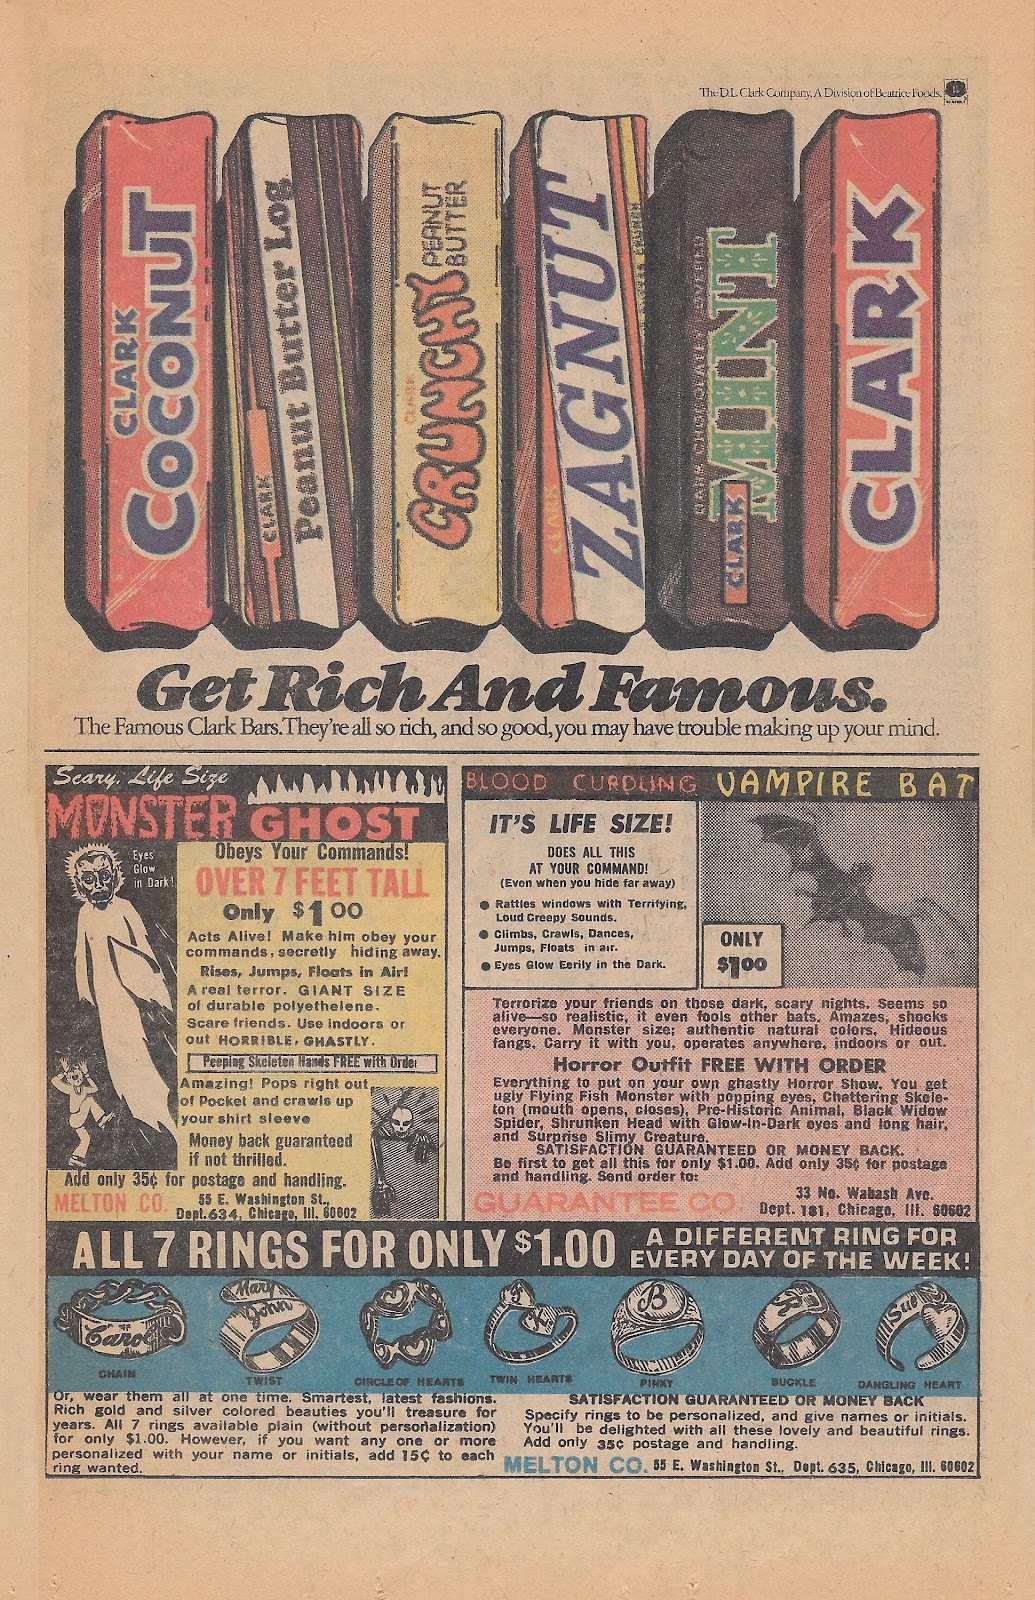 The D.L. Clark Company, A Division of Beatrice Foods.
CLARK
COCONUT
CLARK
Peanut Butter Log
CLARK
CRUNCHY
PEANUT
BUTTER
CLARK
ZAGNUT
CLARK
MINT
DARK CHOCOLATE COVERED
CLARK
Get Rich And Famous.
The Famous Clark Bars. They're all so rich, and so good, you may have trouble making up your mind.
Scary, Life Size
MONSTER GHOST
Eyes
Glow
in Dark!
Obeys Your Commands!
OVER 7 FEET TALL
Only $1.00
Acts Alive! Make him obey your
commands, secretly hiding away.
Rises, Jumps, Floats in Air!
A real terror. GIANT SIZE
of durable polyethelene.
Scare friends. Use indoors or
out HORRIBLE, GHASTLY.
Peeping Skeleton Hands FREE with Order
Amazing! Pops right out
of Pocket and crawls up
your shirt sleeve
Money back guaranteed
if not thrilled.
Add only 35¢ for postage and handling.
MELTON CO. 55 E. Washington St.,
Dept. 634, Chicago, Ill. 60602
BLOOD CURDLING VAMPIRE BAT
IT'S LIFE SIZE!
DOES ALL THIS
AT YOUR COMMAND!
(Even when you hide far away)
● Rattles windows with Terrifying,
Loud Creepy Sounds.
● Climbs, Crawls, Dances,
Jumps, Floats in air.
● Eyes Glow Eerily in the Dark.
ONLY
$1.00
Terrorize your friends on those dark, scary nights. Seems so
alive—so realistic, it even fools other bats. Amazes, shocks
everyone. Monster size; authentic natural colors. Hideous
fangs. Carry it with you, operates anywhere, indoors or out.
Horror Outfit FREE WITH ORDER
Everything to put on your own ghastly Horror Show. You get
ugly Flying Fish Monster with popping eyes, Chattering Skele-
ton (mouth opens, closes), Pre-Historic Animal, Black Widow
Spider, Shrunken Head with Glow-In-Dark eyes and long hair,
and Surprise Slimy Creature.
SATISFACTION GUARANTEED OR MONEY BACK.
Be first to get all this for only $1.00. Add only 35¢ for postage
and handling. Send order to:
GUARANTEE CO. 33 No. Wabash Ave.
Dept. 181, Chicago, Ill. 60602
ALL 7 RINGS FOR ONLY $1.00 A DIFFERENT RING FOR
EVERY DAY OF THE WEEK!
Carol
Mary
John
B
Sue
CHAIN
TWIST
CIRCLE OF HEARTS
TWIN HEARTS
PINKY
BUCKLE
DANGLING HEART
Or, wear them all at one time. Smartest, latest fashions.
Rich gold and silver colored beauties you'll treasure for
years. All 7 rings available plain (without personalization)
for only $1.00. However, if you want any one or more
personalized with your name or initials, add 15¢ to each
ring wanted.
SATISFACTION GUARANTEED OR MONEY BACK
Specify rings to be personalized, and give names or initials.
You'll be delighted with all these lovely and beautiful rings.
Add only 35¢ postage and handling.
MELTON CO. 55 E. Washington St., Dept. 635, Chicago, Ill. 60602